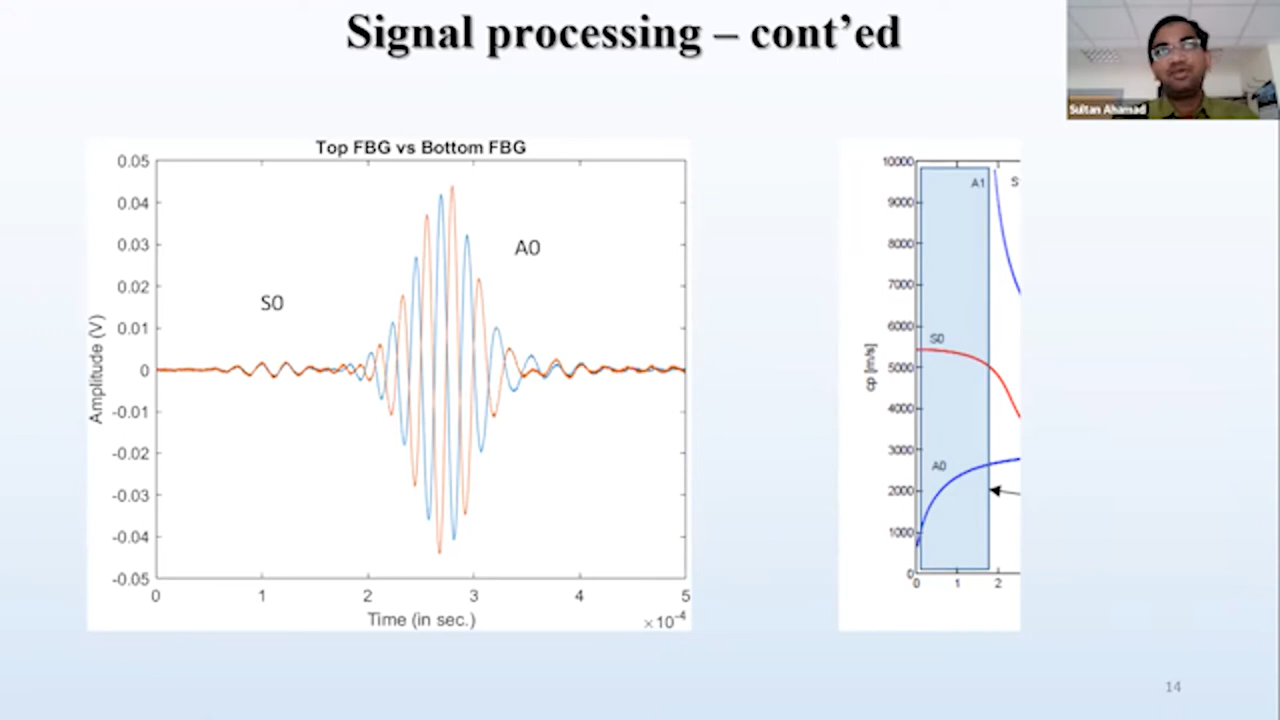 Signal processing – cont’ed
Sultan Ahamad
Top FBG vs Bottom FBG
0.05
0.04
0.03
0.02
0.01
0
-0.01
-0.02
-0.03
-0.04
-0.05
Amplitude (V)
S0
A0
0 1 2 3 4 5
Time (in sec.)
×10-4
10000
9000
8000
7000
6000
5000
4000
3000
2000
1000
0
cp [m/s]
A1
S
S0
A0
0 1 2
14